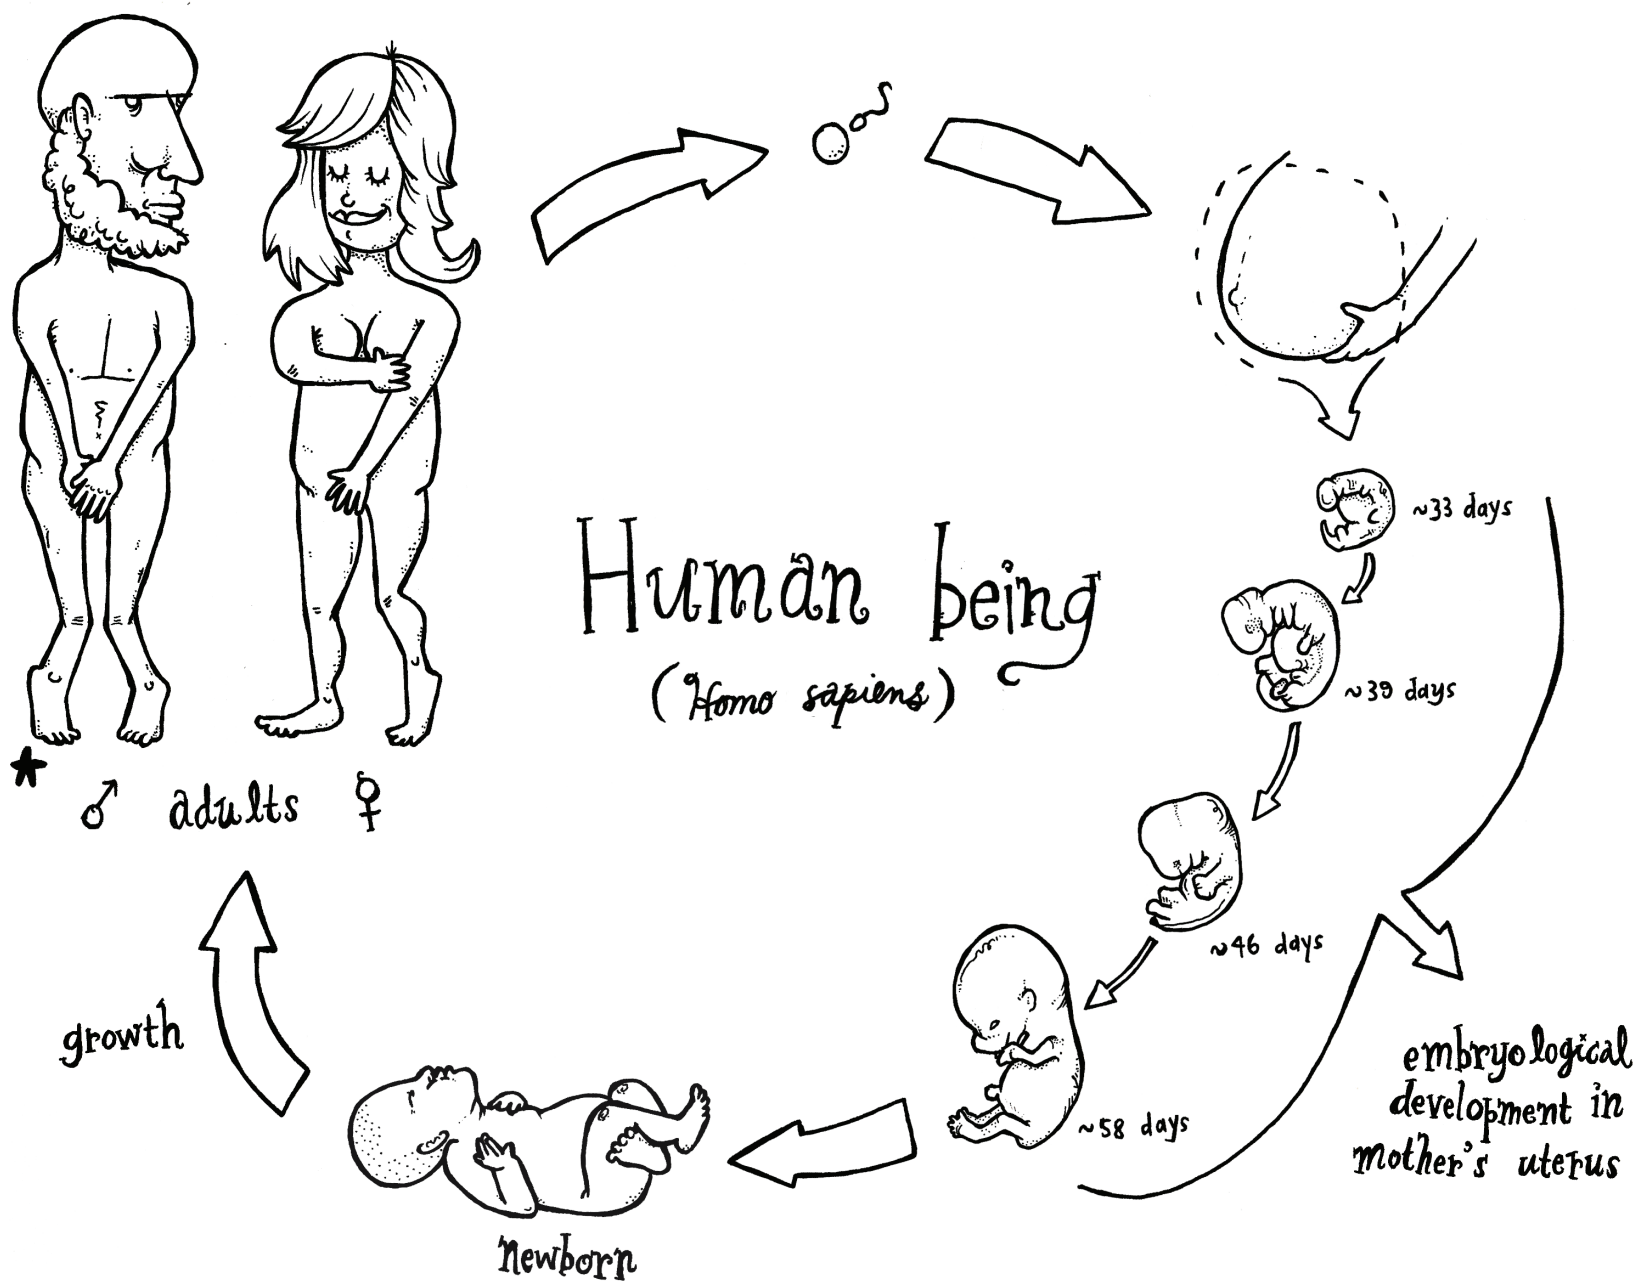 Human being
(Homo sapiens)
♂ adults ♀
~33 days
~39 days
~46 days
~58 days
embryological
development in
mother's uterus
newborn
growth